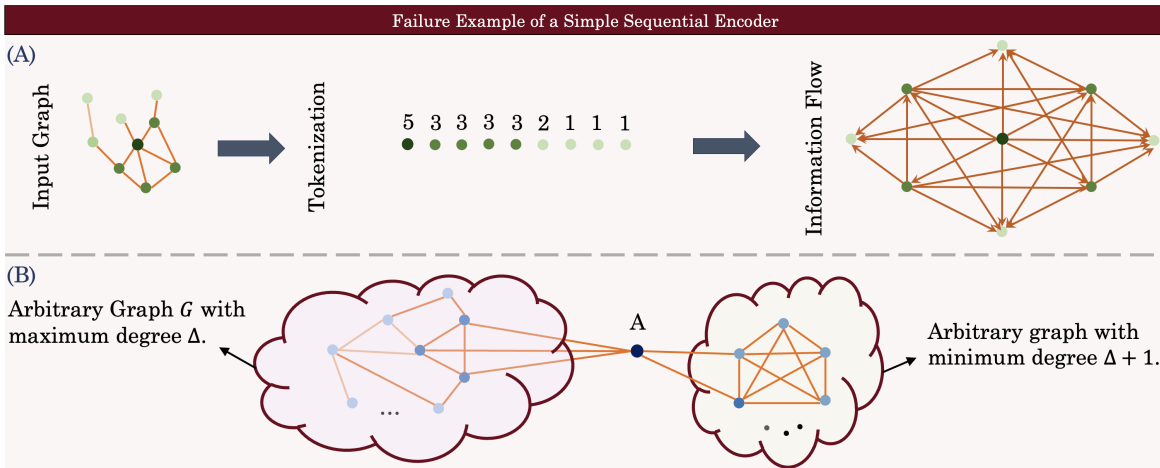 Failure Example of a Simple Sequential Encoder
(A)
Input Graph
Tokenization
5 3 3 3 3 2 1 1 1
Information Flow
(B)
Arbitrary Graph G with
maximum degree Δ.
...
A
Arbitrary graph with
minimum degree Δ + 1.